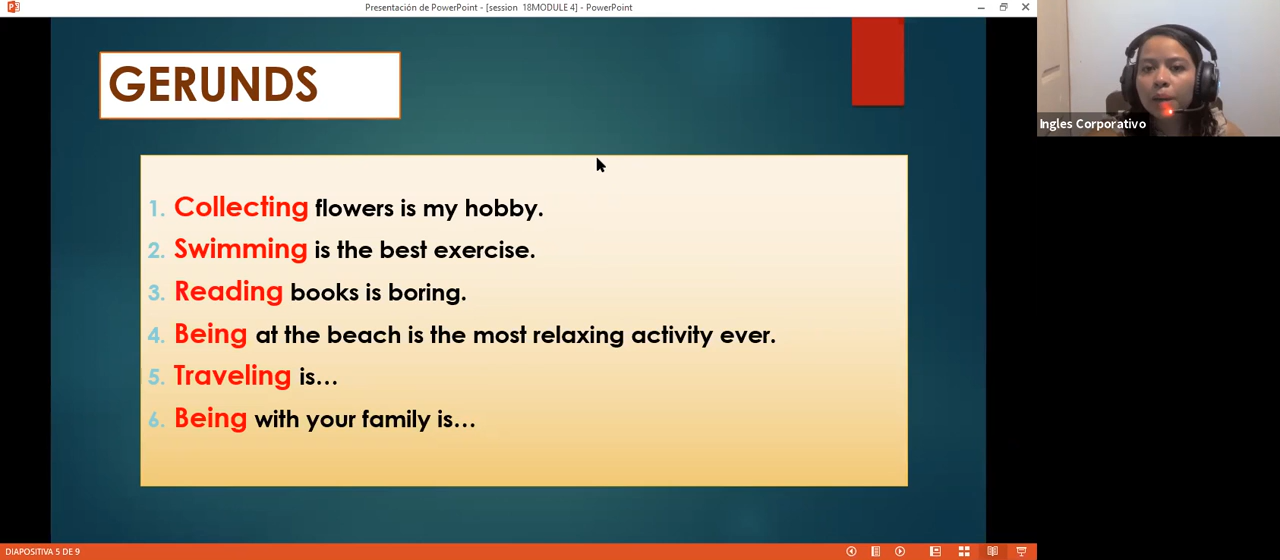 Presentación de PowerPoint - [session 18MODULE 4] - PowerPoint
GERUNDS
Ingles Corporativo
1. Collecting flowers is my hobby.
2. Swimming is the best exercise.
3. Reading books is boring.
4. Being at the beach is the most relaxing activity ever.
5. Traveling is...
6. Being with your family is...
DIAPOSITIVA 5 DE 9